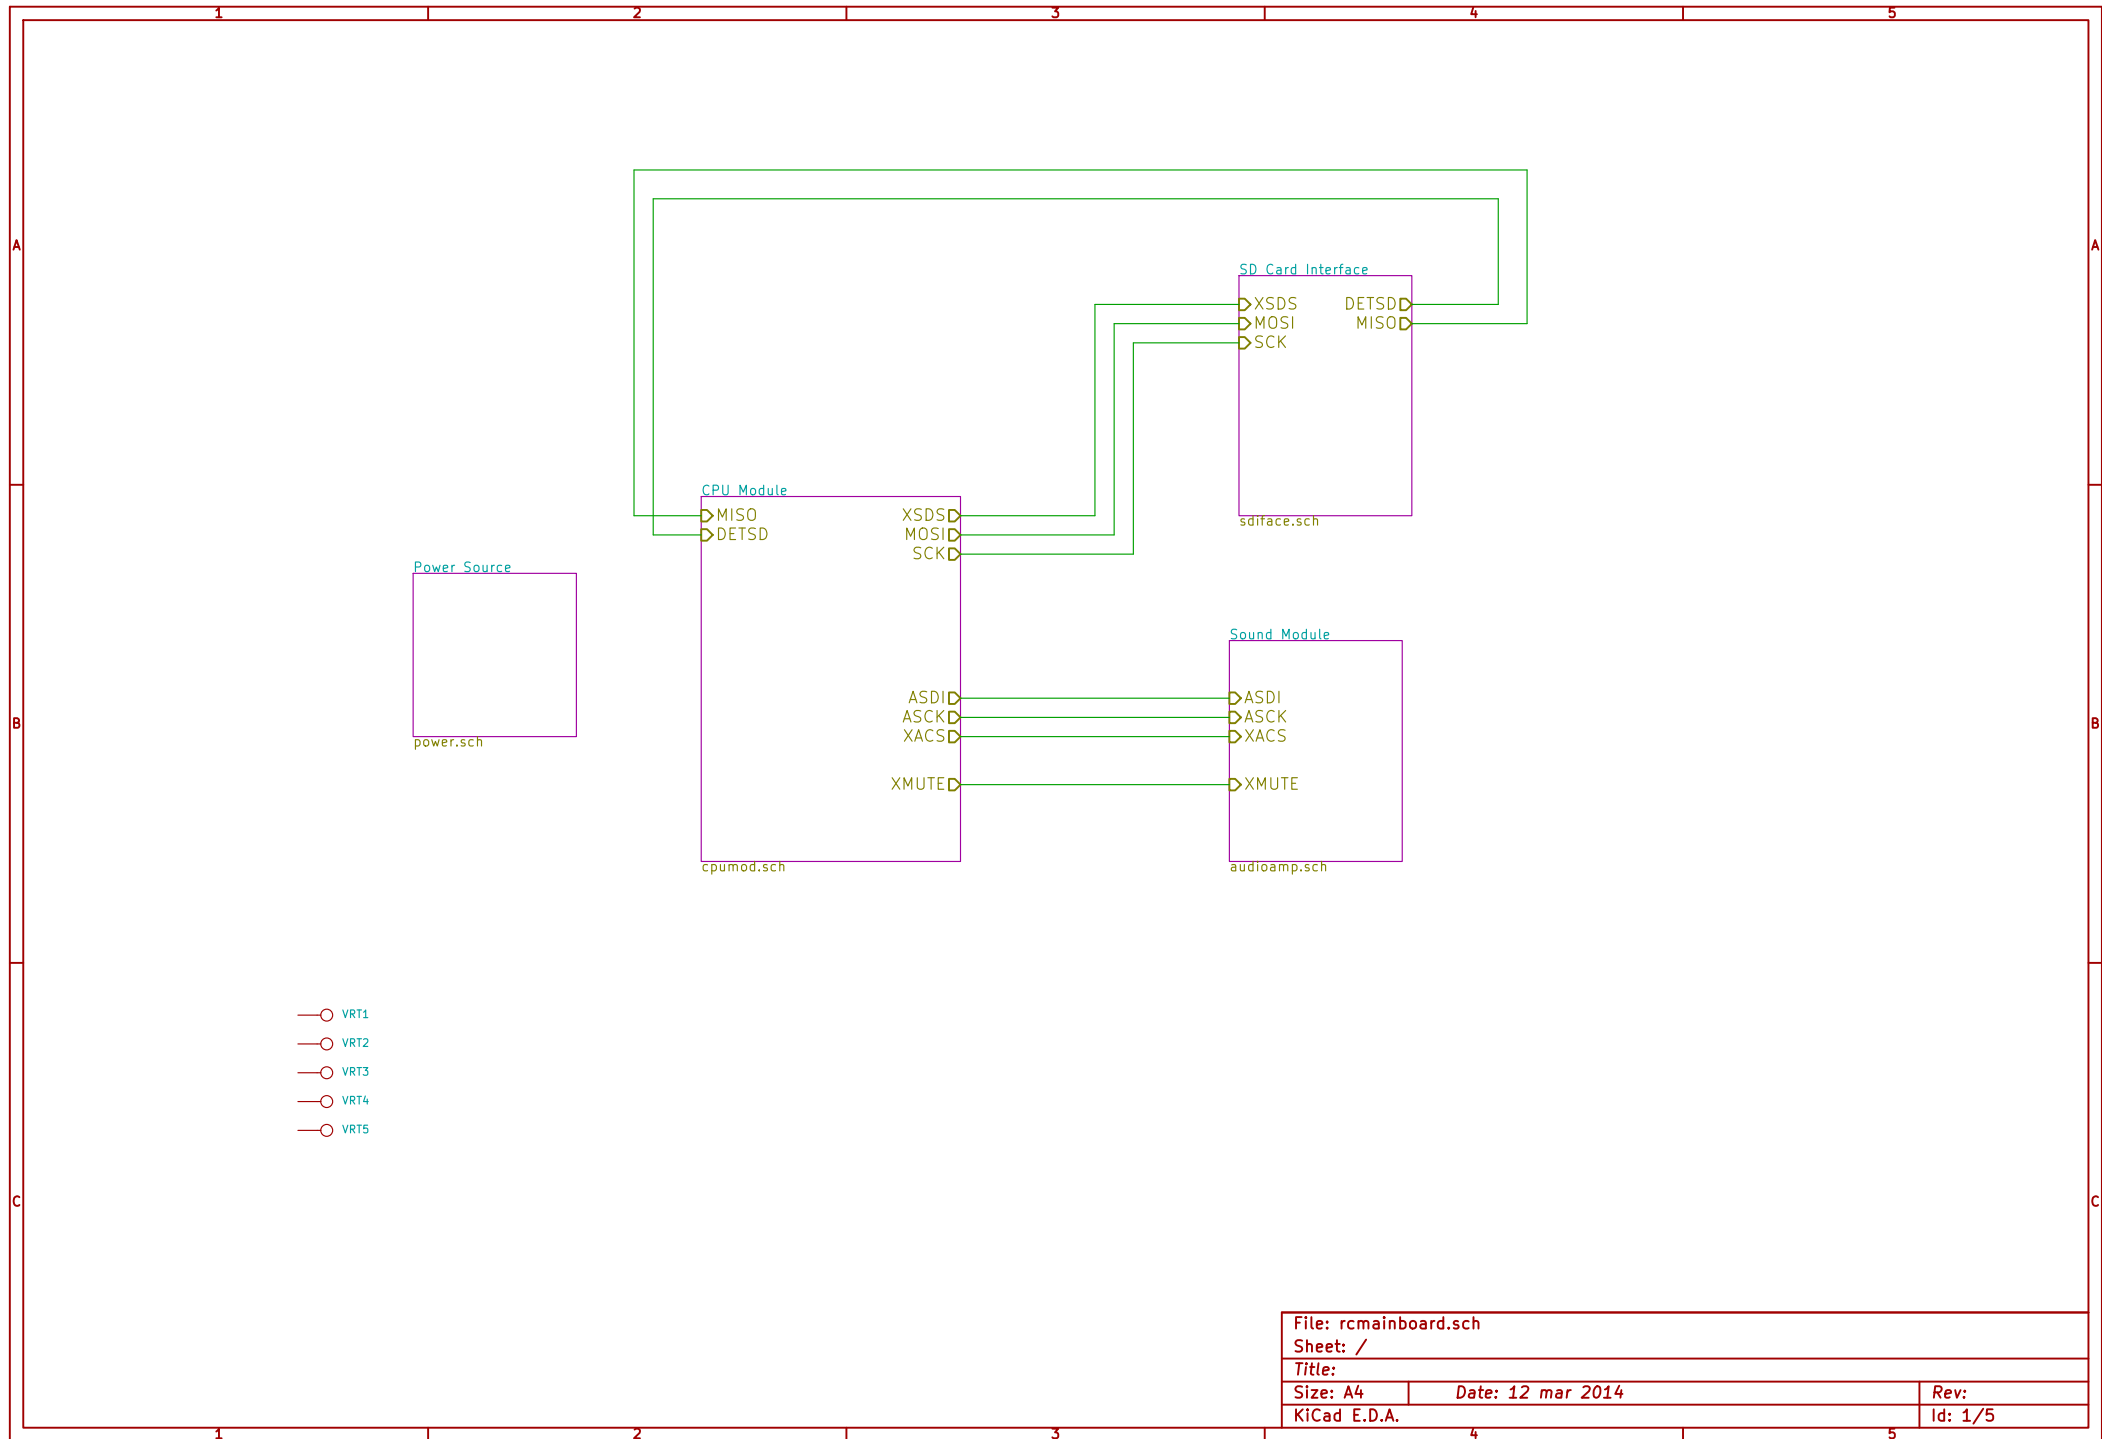 1 2 3 4 5
A A
SD Card Interface
XSDS DETSD
MOSI MISO
SCK
sdiface.sch
CPU Module
MISO XSDS
DETSD MOSI
SCK
ASDI
ASCK
XACS
XMUTE
cpumod.sch
Power Source
power.sch
Sound Module
ASDI
ASCK
XACS
XMUTE
audioamp.sch
B B
VRT1
VRT2
VRT3
VRT4
VRT5
C C
File: rcmainboard.sch
Sheet: /
Title:
Size: A4 Date: 12 mar 2014 Rev:
KiCad E.D.A. Id: 1/5
1 2 3 4 5